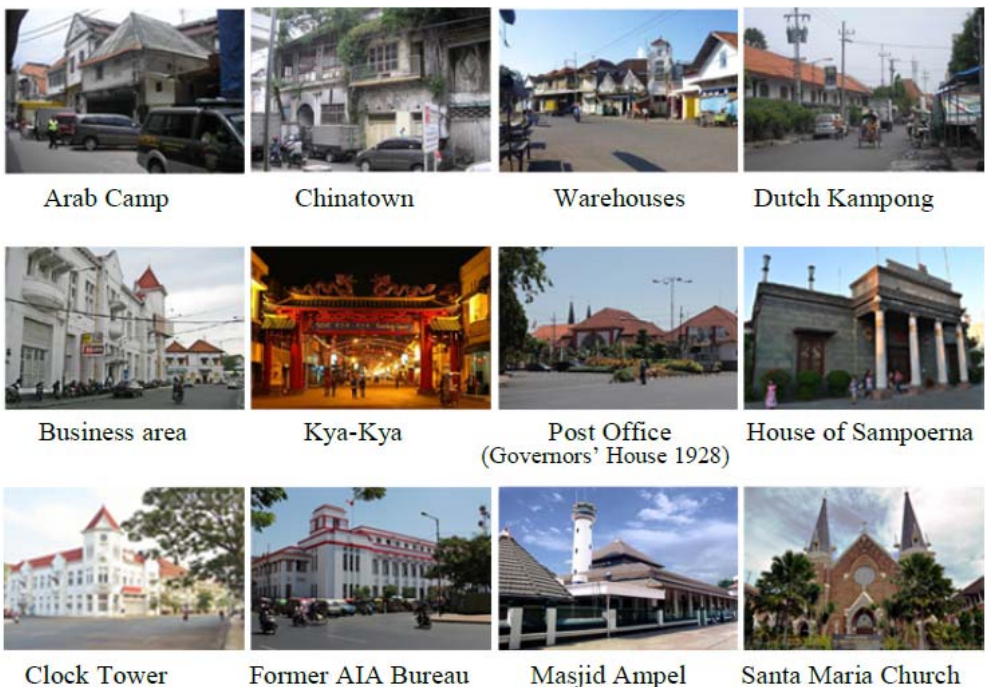 Arab Camp
Chinatown
Warehouses
Dutch Kampong
Business area
Kya-Kya
Post Office
(Governors’ House 1928)
House of Sampoerna
Clock Tower
Former AIA Bureau
Masjid Ampel
Santa Maria Church